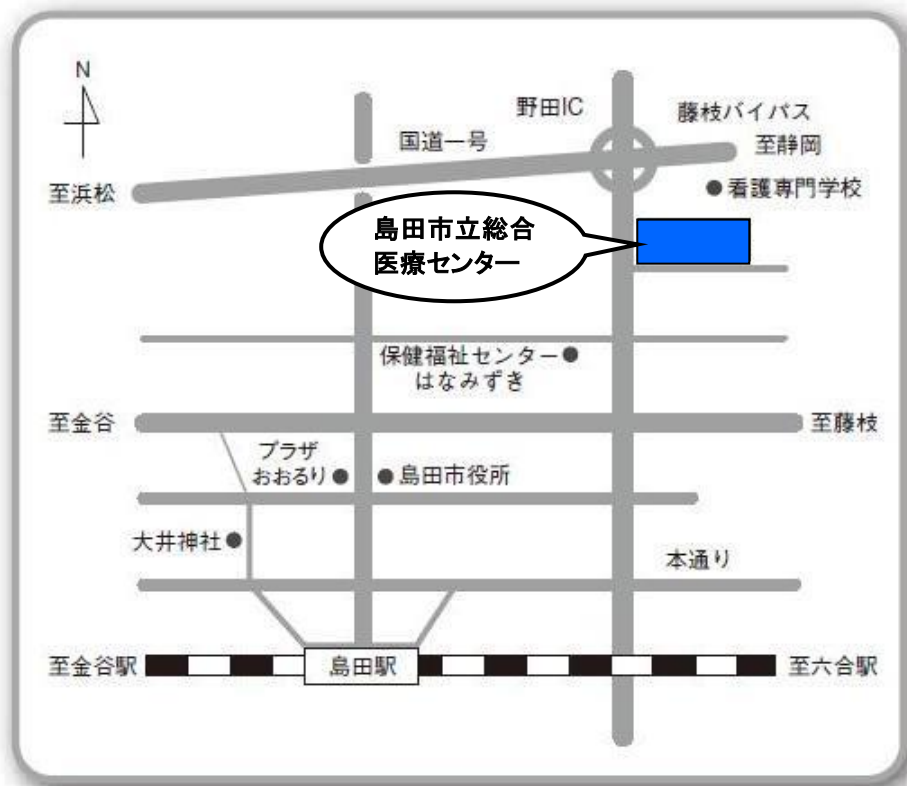 N
野田IC
藤枝バイパス
国道一号
至静岡
至浜松
看護専門学校
島田市立総合
医療センター
保健福祉センター
はなみずき
至金谷
至藤枝
プラザ
おおるり
島田市役所
大井神社
本通り
至金谷駅
島田駅
至六合駅